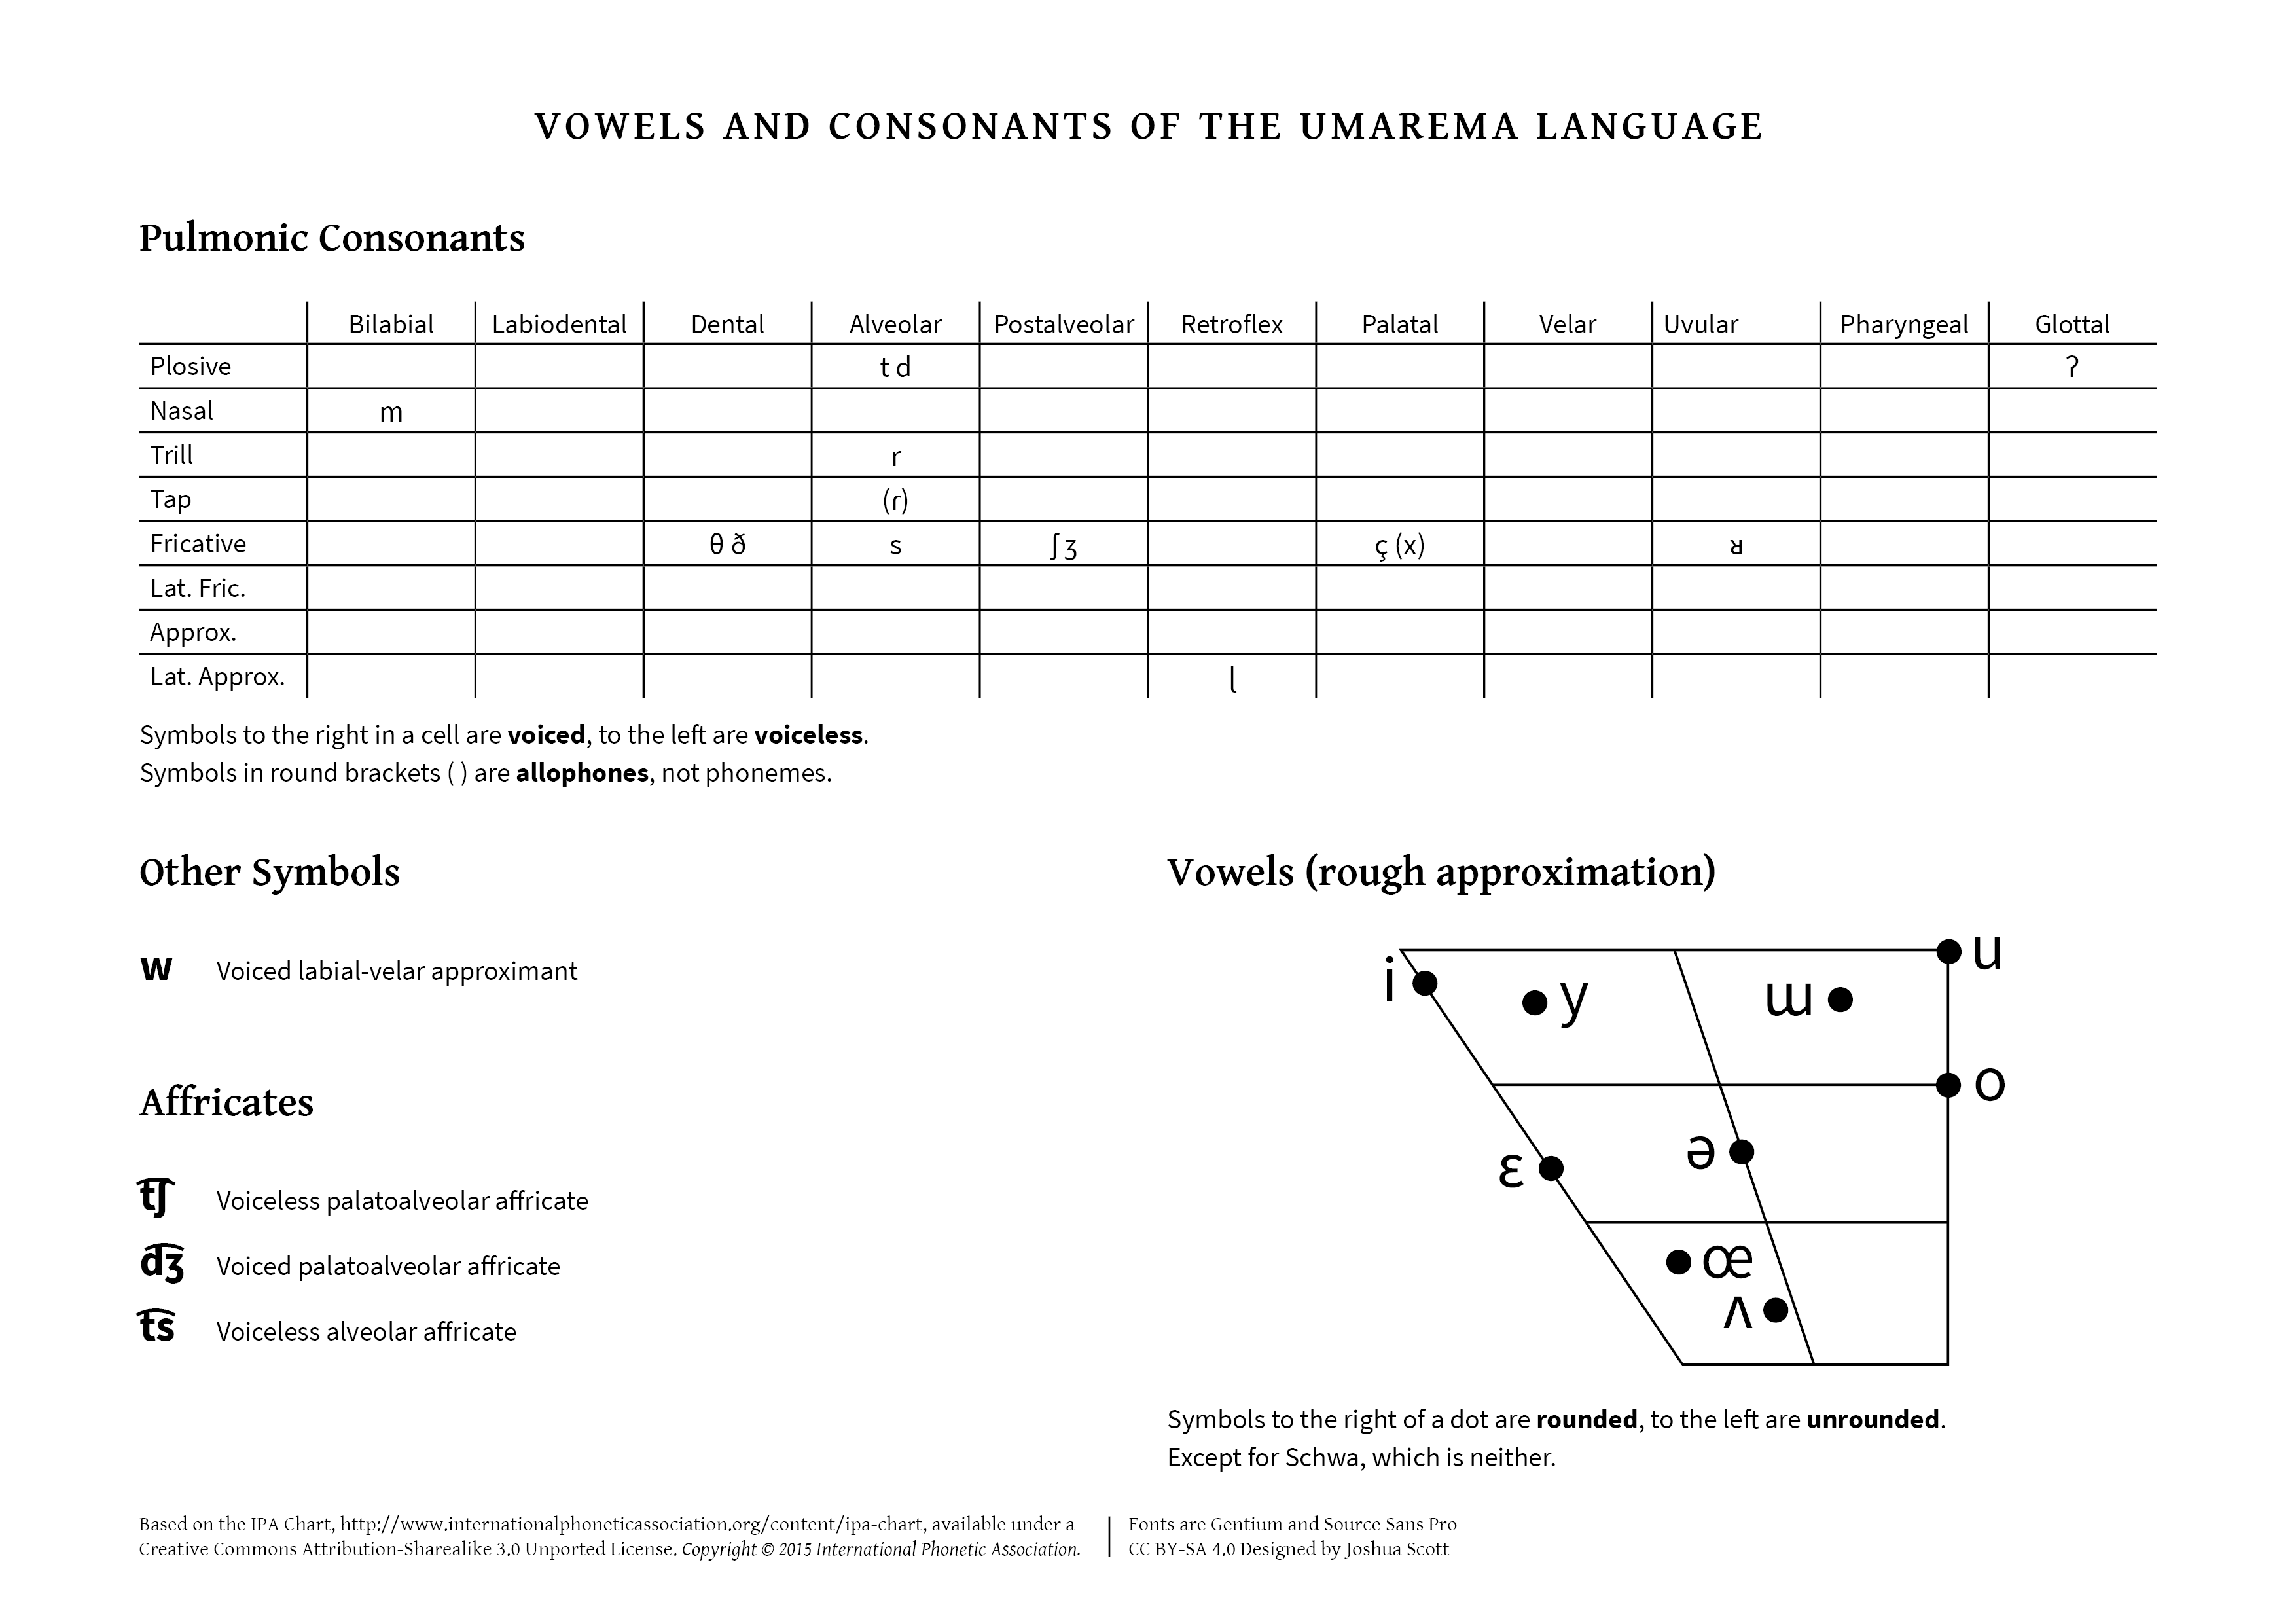 VOWELS AND CONSONANTS OF THE UMAREMA LANGUAGE
Pulmonic Consonants
Bilabial Labiodental Dental Alveolar Postalveolar Retroflex Palatal Velar Uvular Pharyngeal Glottal
Plosive t d ʔ
Nasal m
Trill r
Tap (ɾ)
Fricative θ ð s ʃ ʒ ç (x) ʁ
Lat. Fric.
Approx.
Lat. Approx. ɭ
Symbols to the right in a cell are voiced, to the left are voiceless.
Symbols in round brackets ( ) are allophones, not phonemes.
Other Symbols
w Voiced labial-velar approximant
Affricates
t͡ʃ Voiceless palatoalveolar affricate
d͡ʒ Voiced palatoalveolar affricate
t͡s Voiceless alveolar affricate
Vowels (rough approximation)
u
i y ɯ
o
ɛ ə
œ
ʌ
Symbols to the right of a dot are rounded, to the left are unrounded.
Except for Schwa, which is neither.
Based on the IPA Chart, http://www.internationalphoneticassociation.org/content/ipa-chart, available under a
Creative Commons Attribution-Sharealike 3.0 Unported License. Copyright © 2015 International Phonetic Association.
Fonts are Gentium and Source Sans Pro
CC BY-SA 4.0 Designed by Joshua Scott